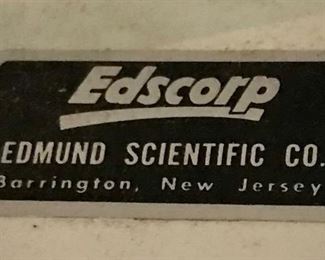 Edscorp
EDMUND SCIENTIFIC CO.
Barrington, New Jersey